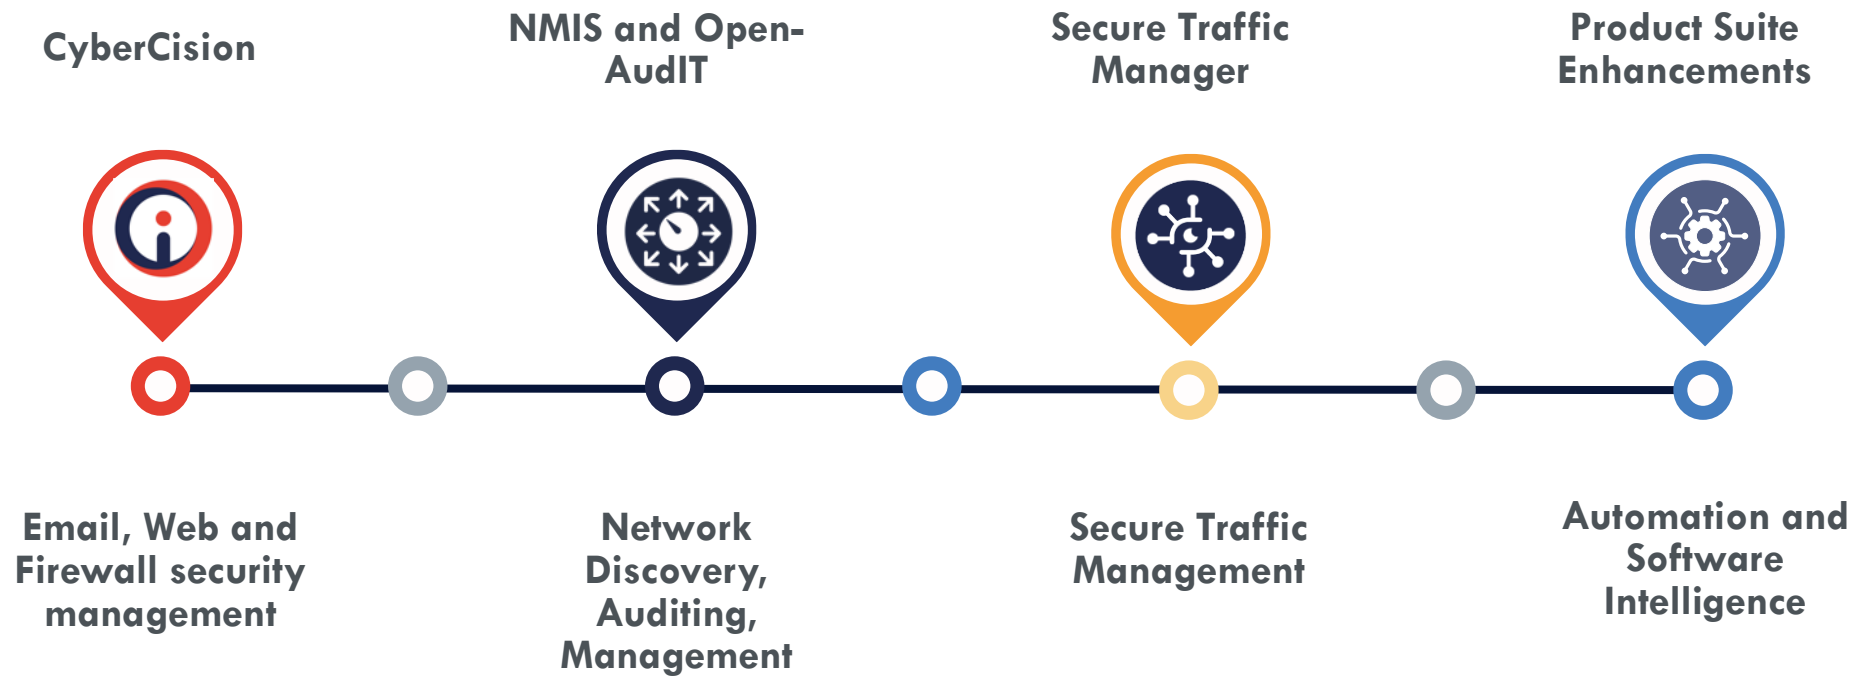 CyberCision
NMIS and Open-
AudIT
Secure Traffic
Manager
Product Suite
Enhancements
Email, Web and
Firewall security
management
Network
Discovery,
Auditing,
Management
Secure Traffic
Management
Automation and
Software
Intelligence